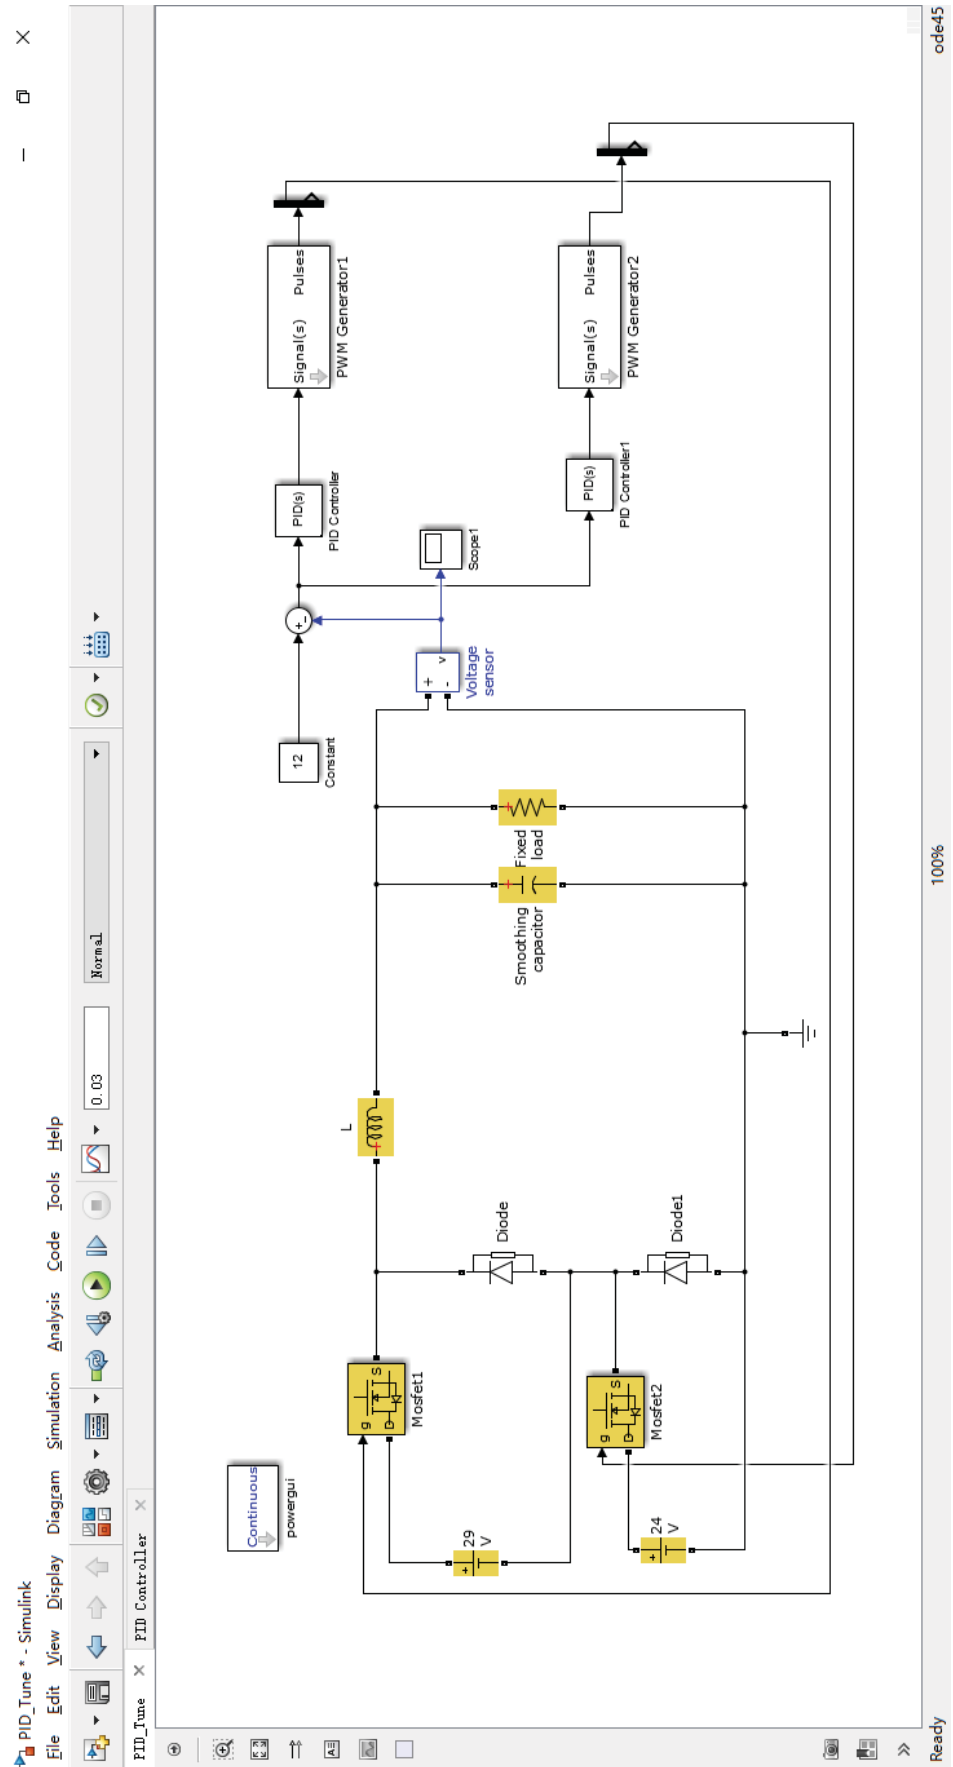 PID_Tune * - Simulink
File Edit View Display Diagram Simulation Analysis Code Tools Help
0.03
Normal
PID_Tune
PID Controller
Continuous
powergui
29
V
24
V
g
D
S
Mosfet1
g
D
S
Mosfet2
Diode
Diode1
L
Smoothing
capacitor
Fixed
load
12
Constant
+
-
v
Voltage
sensor
Scope1
PID(s)
PID Controller
PID(s)
PID Controller1
Signal(s) Pulses
PWM Generator1
Signal(s) Pulses
PWM Generator2
Ready
100%
ode45